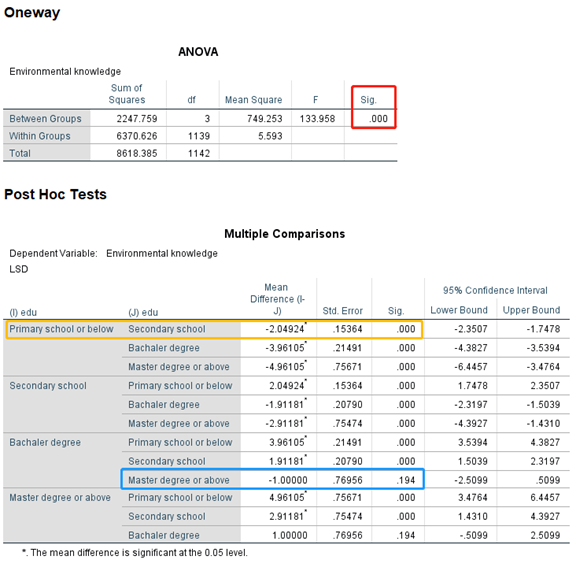 Oneway
ANOVA
Environmental knowledge
Sum of Squares df Mean Square F Sig.
Between Groups 2247.759 3 749.253 133.958 .000
Within Groups 6370.626 1139 5.593
Total 8618.385 1142
Post Hoc Tests
Multiple Comparisons
Dependent Variable: Environmental knowledge
LSD
(I) edu (J) edu Mean Difference (I-J) Std. Error Sig. 95% Confidence Interval
Lower Bound Upper Bound
Primary school or below Secondary school -2.04924* .15364 .000 -2.3507 -1.7478
Bachaler degree -3.96105* .21491 .000 -4.3827 -3.5394
Master degree or above -4.96105* .75671 .000 -6.4457 -3.4764
Secondary school Primary school or below 2.04924* .15364 .000 1.7478 2.3507
Bachaler degree -1.91181* .20790 .000 -2.3197 -1.5039
Master degree or above -2.91181* .75474 .000 -4.3927 -1.4310
Bachaler degree Primary school or below 3.96105* .21491 .000 3.5394 4.3827
Secondary school 1.91181* .20790 .000 1.5039 2.3197
Master degree or above -1.00000 .76956 .194 -2.5099 .5099
Master degree or above Primary school or below 4.96105* .75671 .000 3.4764 6.4457
Secondary school 2.91181* .75474 .000 1.4310 4.3927
Bachaler degree 1.00000 .76956 .194 -.5099 2.5099
*. The mean difference is significant at the 0.05 level.